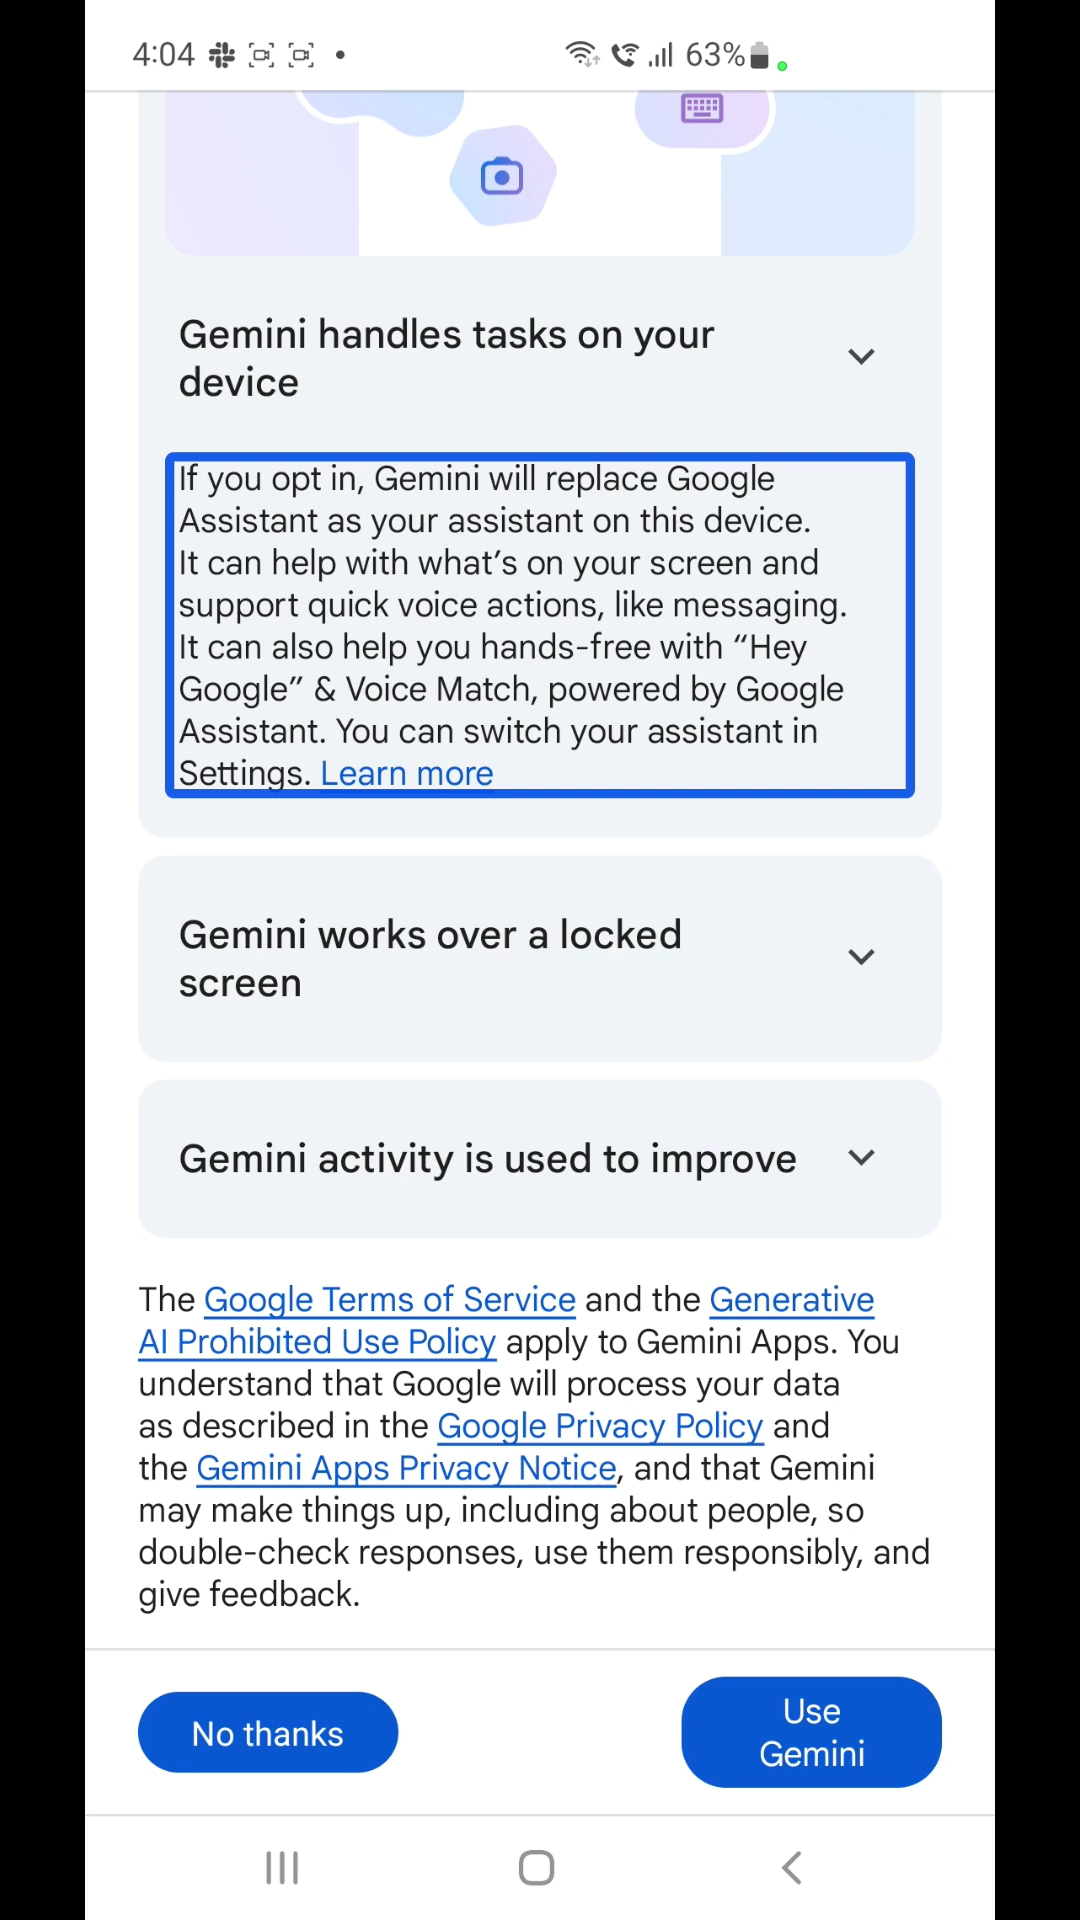 4:04
63%
Gemini handles tasks on your
device
If you opt in, Gemini will replace Google
Assistant as your assistant on this device.
It can help with what’s on your screen and
support quick voice actions, like messaging.
It can also help you hands-free with “Hey
Google” & Voice Match, powered by Google
Assistant. You can switch your assistant in
Settings. Learn more
Gemini works over a locked
screen
Gemini activity is used to improve
The Google Terms of Service and the Generative
AI Prohibited Use Policy apply to Gemini Apps. You
understand that Google will process your data
as described in the Google Privacy Policy and
the Gemini Apps Privacy Notice, and that Gemini
may make things up, including about people, so
double-check responses, use them responsibly, and
give feedback.
No thanks
Use
Gemini